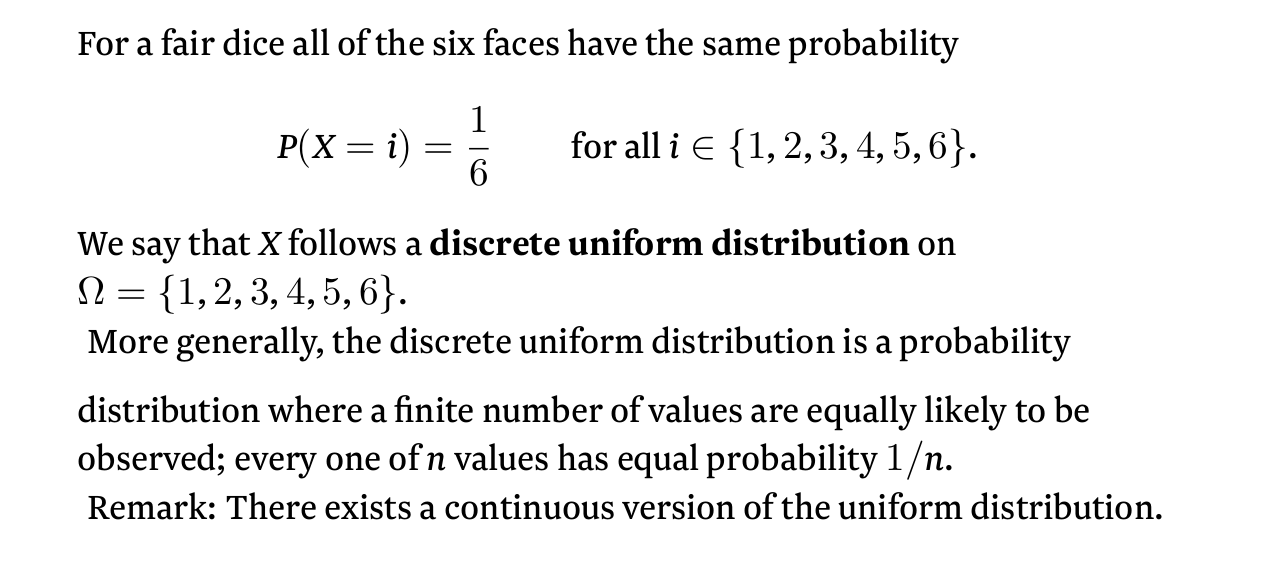 For a fair dice all of the six faces have the same probability
P(X = i) = 1/6 for all i ∈ {1, 2, 3, 4, 5, 6}.
We say that X follows a discrete uniform distribution on
Ω = {1, 2, 3, 4, 5, 6}.
More generally, the discrete uniform distribution is a probability
distribution where a finite number of values are equally likely to be
observed; every one of n values has equal probability 1/n.
Remark: There exists a continuous version of the uniform distribution.